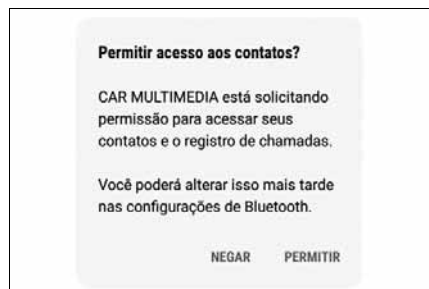 Permitir acesso aos contatos?
CAR MULTIMEDIA está solicitando
permissão para acessar seus
contatos e o registro de chamadas.
Você poderá alterar isso mais tarde
nas configurações de Bluetooth.
NEGAR PERMITIR